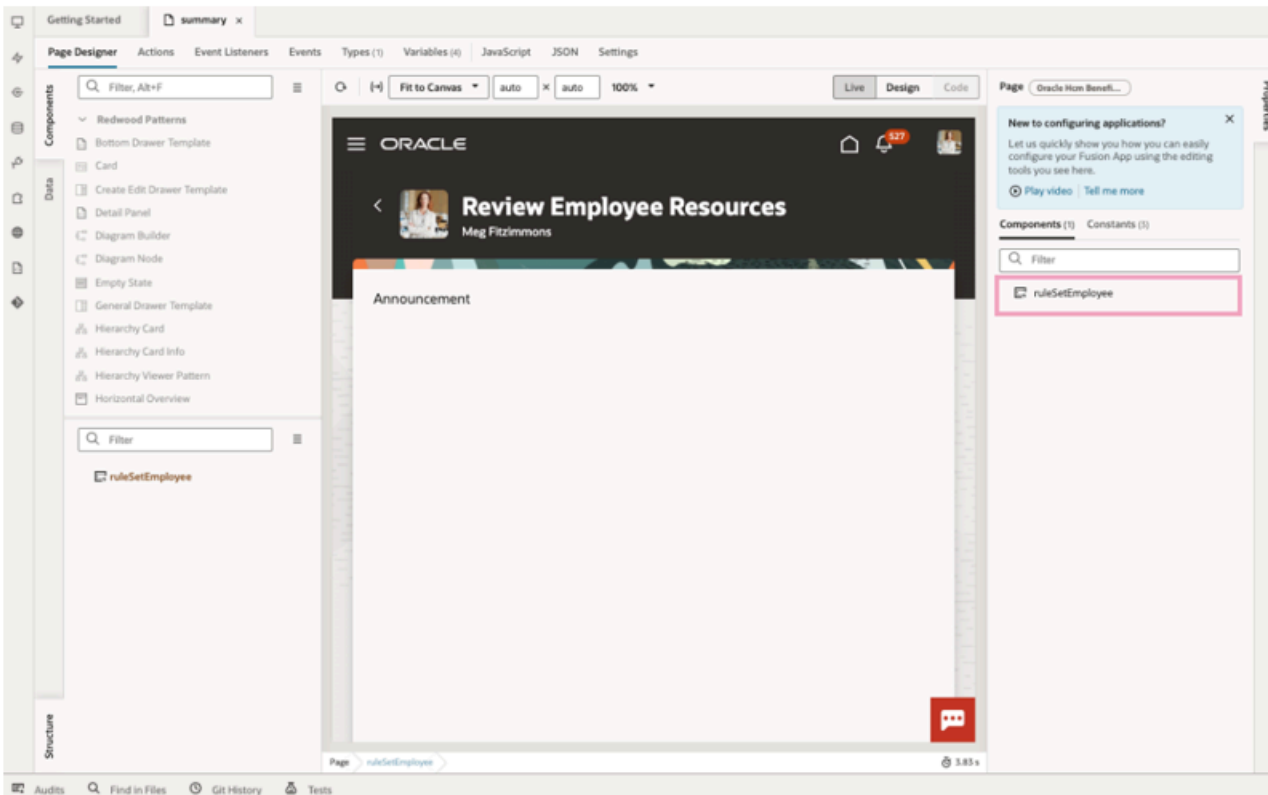 Getting Started summary ×
Page Designer Actions Event Listeners Events Types (1) Variables (4) JavaScript JSON Settings
Components
Data
Structure
Filter, Alt+F
Redwood Patterns
Bottom Drawer Template
Card
Create Edit Drawer Template
Detail Panel
Diagram Builder
Diagram Node
Empty State
General Drawer Template
Hierarchy Card
Hierarchy Card Info
Hierarchy Viewer Pattern
Horizontal Overview
Filter
ruleSetEmployee
Fit to Canvas auto × auto 100% Live Design Code
ORACLE 527
Review Employee Resources
Meg Fitzimmons
Announcement
Page ruleSetEmployee 3.83 s
Page Oracle Hcm Benefi...
Properties
New to configuring applications? ×
Let us quickly show you how you can easily
configure your Fusion App using the editing
tools you see here.
Play video Tell me more
Components (1) Constants (3)
Filter
ruleSetEmployee
Audits Find in Files Git History Tests